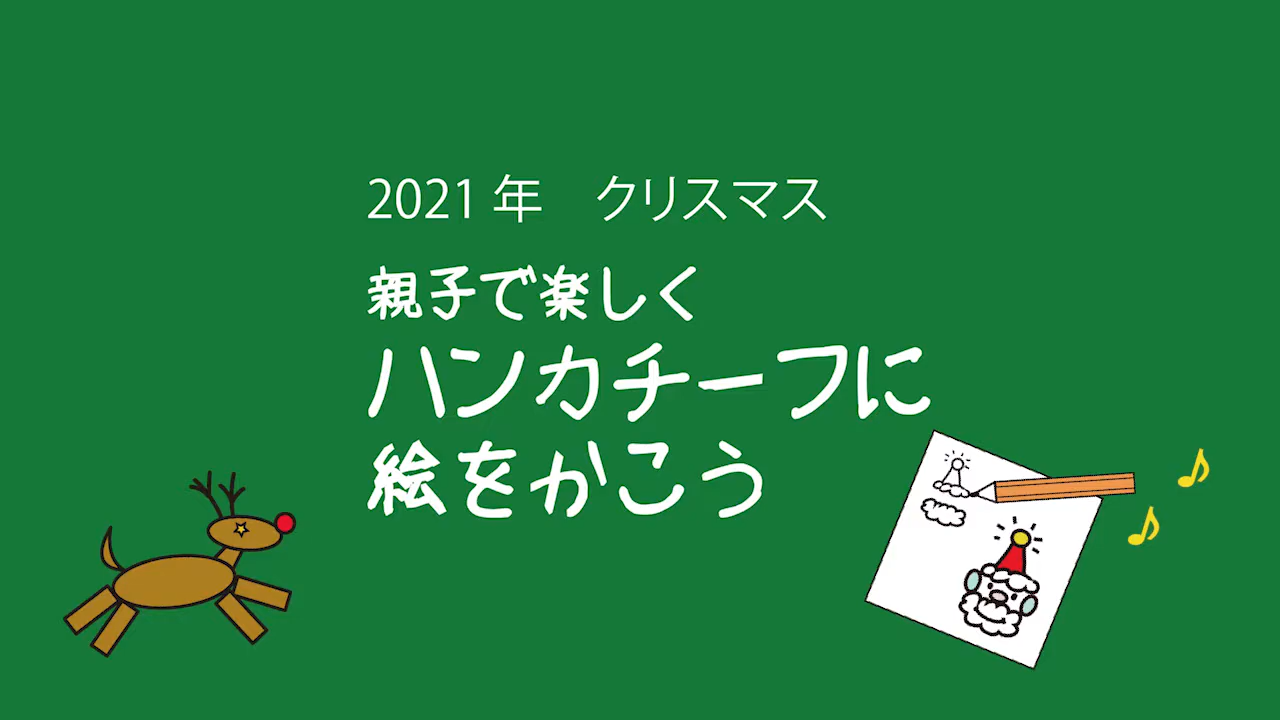 2021年　クリスマス
親子で楽しく
ハンカチーフに
絵をかこう